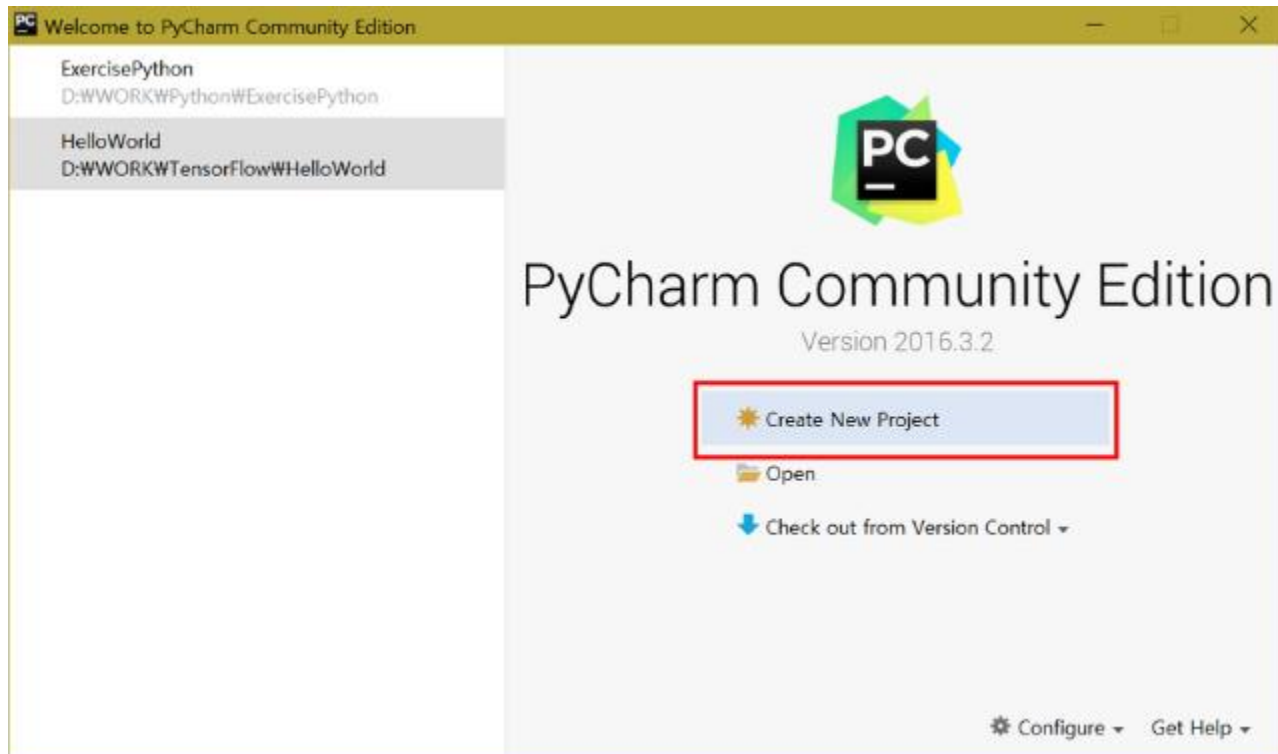 PC Welcome to PyCharm Community Edition
ExercisePython
D:₩WORK₩Python₩ExercisePython
HelloWorld
D:₩WORK₩TensorFlow₩HelloWorld
PC
PyCharm Community Edition
Version 2016.3.2
Create New Project
Open
Check out from Version Control
Configure
Get Help